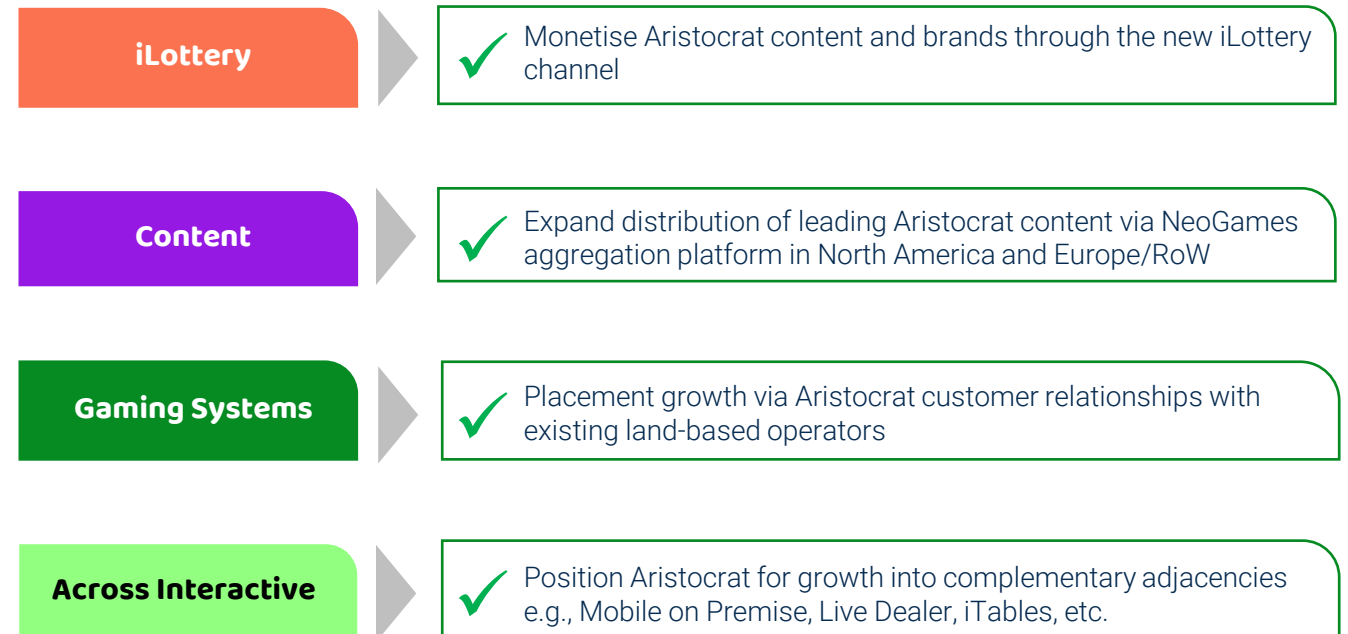 iLottery
Monetise Aristocrat content and brands through the new iLottery
channel
Content
Expand distribution of leading Aristocrat content via NeoGames
aggregation platform in North America and Europe/RoW
Gaming Systems
Placement growth via Aristocrat customer relationships with
existing land-based operators
Across Interactive
Position Aristocrat for growth into complementary adjacencies
e.g., Mobile on Premise, Live Dealer, iTables, etc.